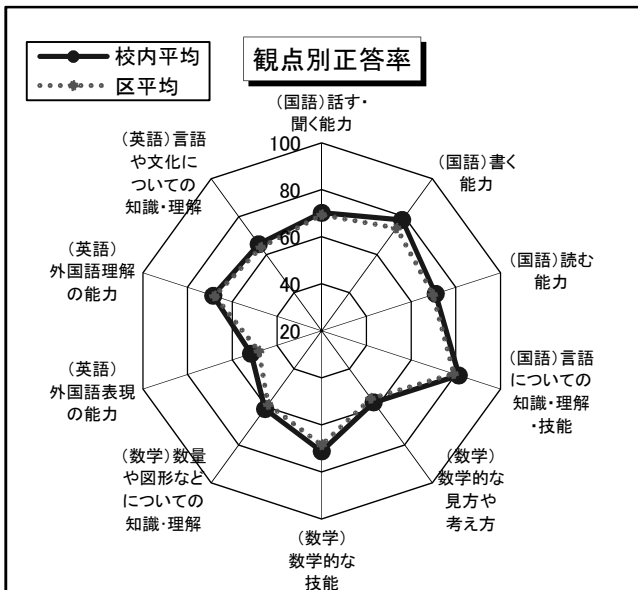 校内平均
区平均
観点別正答率
(国語)話す・
聞く能力
(国語)書く
能力
(国語)読む
能力
(国語)言語
についての
知識・理解
・技能
(数学)
数学的な
見方や
考え方
(数学)
数学的な
技能
(数学)数量
や図形など
についての
知識・理解
(英語)
外国語表現
の能力
(英語)
外国語理解
の能力
(英語)言語
や文化に
ついての
知識・理解
100
80
60
40
20